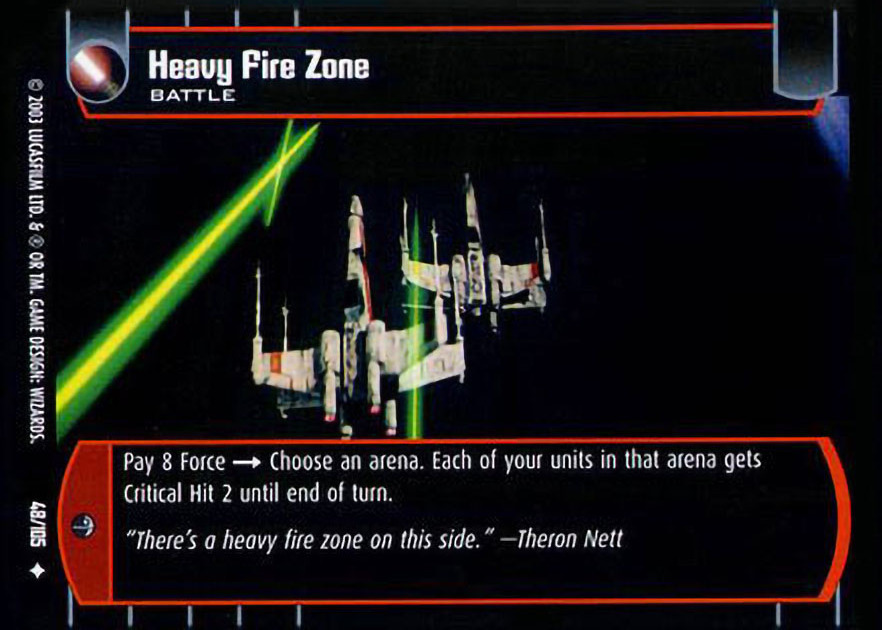 Heavy Fire Zone
BATTLE
Pay 8 Force → Choose an arena. Each of your units in that arena gets
Critical Hit 2 until end of turn.
"There's a heavy fire zone on this side." —Theron Nett
© 2003 LUCASFILM LTD. & ® OR TM. GAME DESIGN: WIZARDS.
48/105